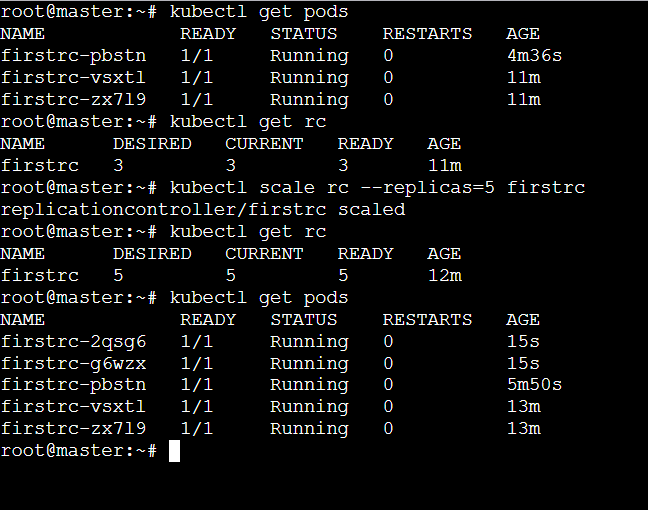 root@master:~# kubectl get pods
NAME            READY   STATUS    RESTARTS   AGE
firstrc-pbstn   1/1     Running   0          4m36s
firstrc-vsxtl   1/1     Running   0          11m
firstrc-zx7l9   1/1     Running   0          11m
root@master:~# kubectl get rc
NAME      DESIRED   CURRENT   READY   AGE
firstrc   3         3         3       11m
root@master:~# kubectl scale rc --replicas=5 firstrc
replicationcontroller/firstrc scaled
root@master:~# kubectl get rc
NAME      DESIRED   CURRENT   READY   AGE
firstrc   5         5         5       12m
root@master:~# kubectl get pods
NAME            READY   STATUS    RESTARTS   AGE
firstrc-2qsg6   1/1     Running   0          15s
firstrc-g6wzx   1/1     Running   0          15s
firstrc-pbstn   1/1     Running   0          5m50s
firstrc-vsxtl   1/1     Running   0          13m
firstrc-zx7l9   1/1     Running   0          13m
root@master:~#